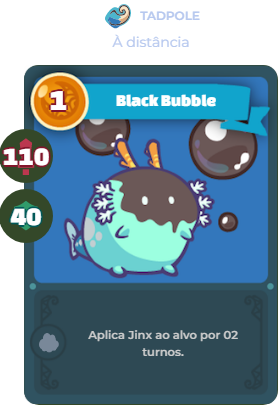 TADPOLE
À distância
1
Black Bubble
110
40
Aplica Jinx ao alvo por 02
turnos.